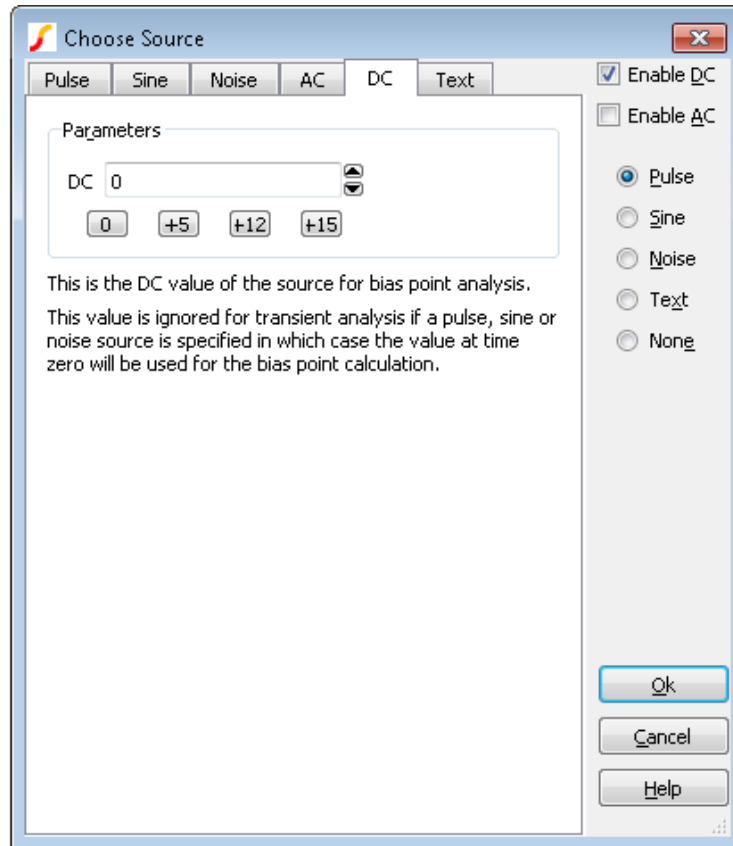 Choose Source
Pulse Sine Noise AC DC Text
Enable DC
Enable AC
Parameters
DC 0
0 +5 +12 +15
This is the DC value of the source for bias point analysis.
This value is ignored for transient analysis if a pulse, sine or
noise source is specified in which case the value at time
zero will be used for the bias point calculation.
Pulse
Sine
Noise
Text
None
Ok
Cancel
Help